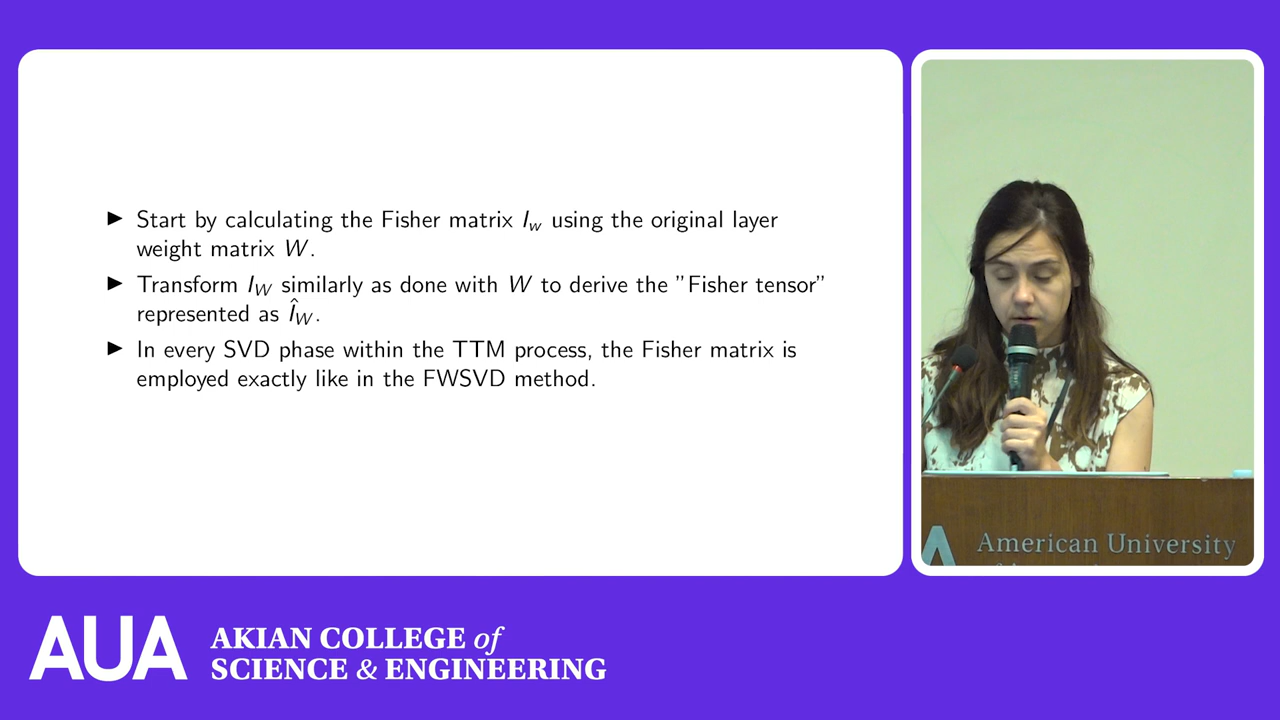 ▶ Start by calculating the Fisher matrix I_w using the original layer
weight matrix W.
▶ Transform I_W similarly as done with W to derive the ”Fisher tensor”
represented as Î_W.
▶ In every SVD phase within the TTM process, the Fisher matrix is
employed exactly like in the FWSVD method.
American University
AUA
AKIAN COLLEGE of
SCIENCE & ENGINEERING